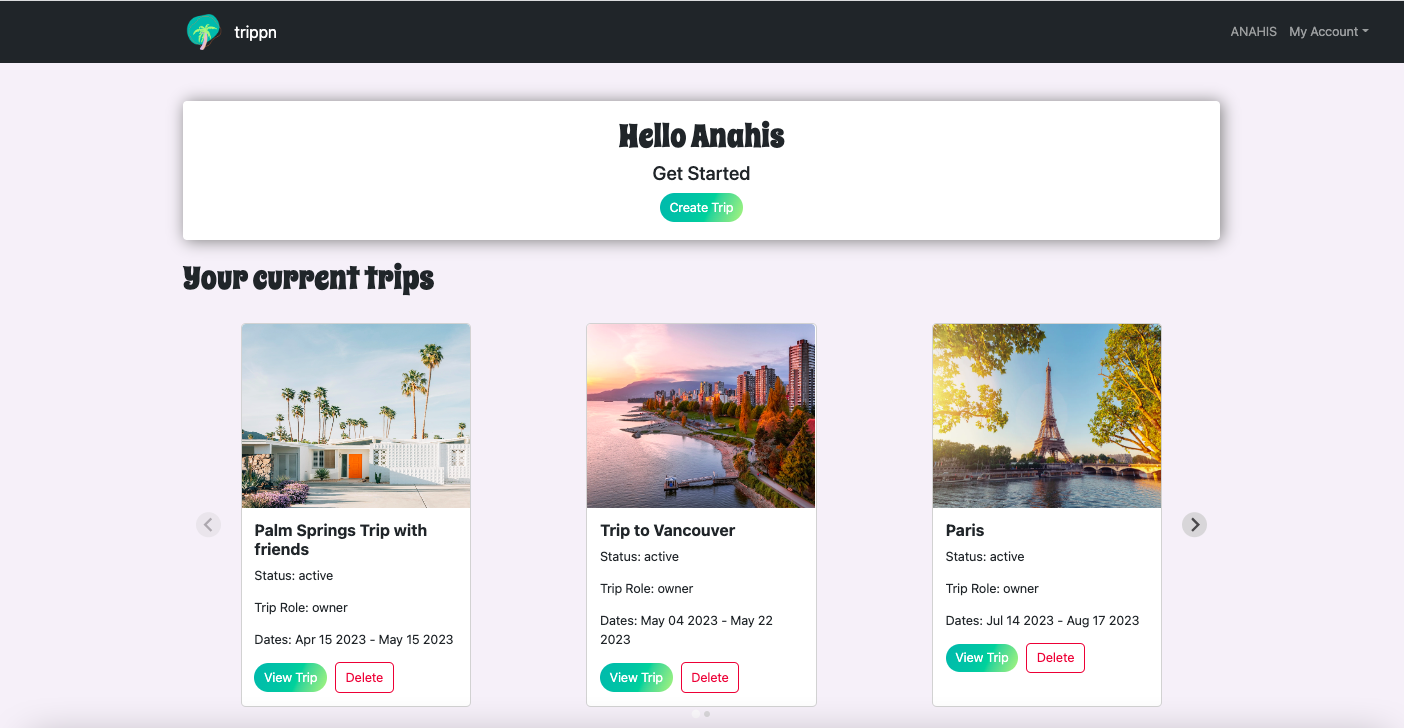 trippn
ANAHIS My Account
Hello Anahis
Get Started
Create Trip
Your current trips
Palm Springs Trip with
friends
Status: active
Trip Role: owner
Dates: Apr 15 2023 - May 15 2023
View Trip Delete
Trip to Vancouver
Status: active
Trip Role: owner
Dates: May 04 2023 - May 22
2023
View Trip Delete
Paris
Status: active
Trip Role: owner
Dates: Jul 14 2023 - Aug 17 2023
View Trip Delete